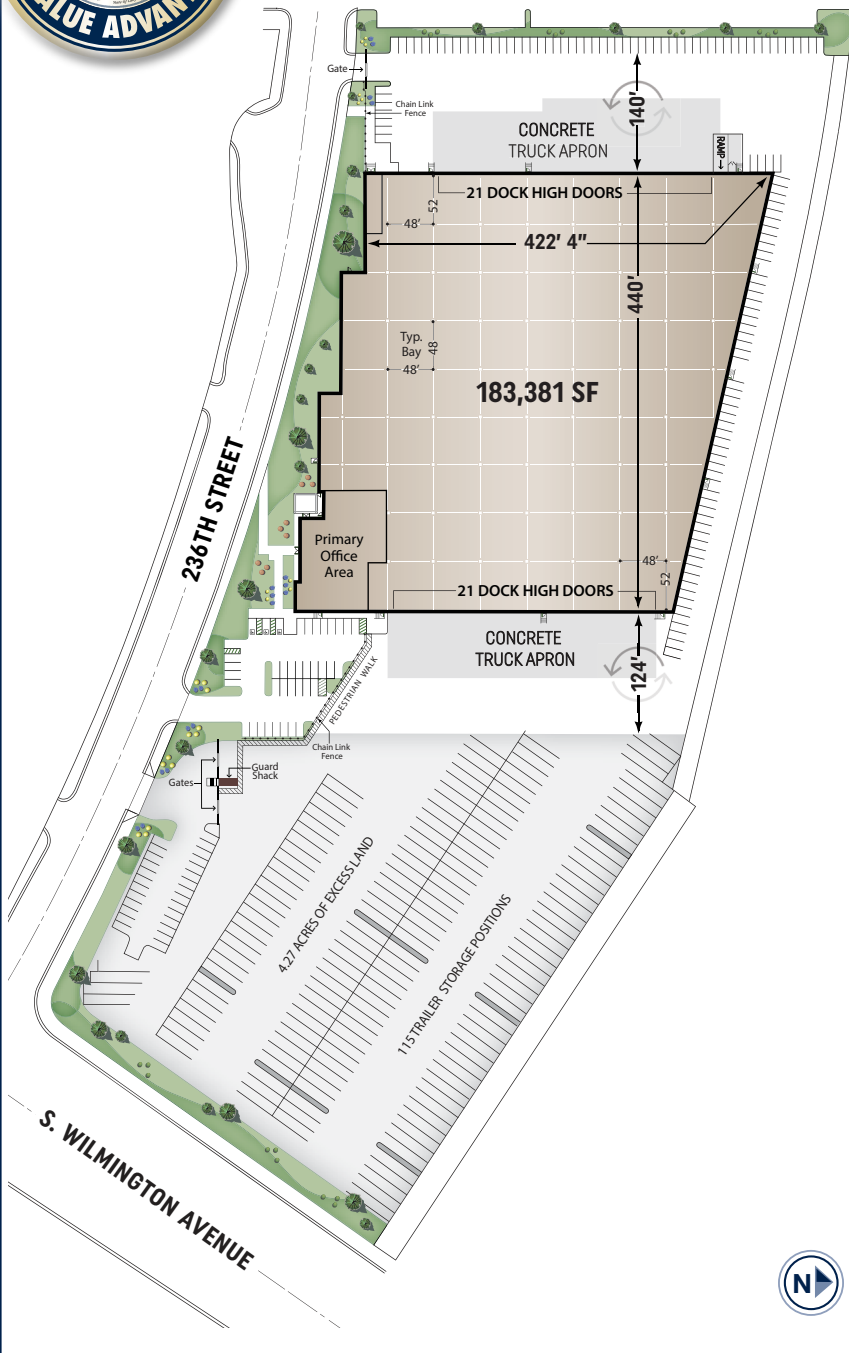 VALUE ADVAN
Gate
Chain Link
Fence
140'
CONCRETE
TRUCK APRON
RAMP
21 DOCK HIGH DOORS
52
48'
422' 4”
440'
Typ.
Bay
48
48'
183,381 SF
236TH STREET
Primary
Office
Area
48'
52
21 DOCK HIGH DOORS
CONCRETE
TRUCK APRON
124'
PEDESTRIAN WALK
Chain Link
Fence
Guard
Shack
Gates
4.27 ACRES OF EXCESS LAND
115 TRAILER STORAGE POSITIONS
S. WILMINGTON AVENUE
N